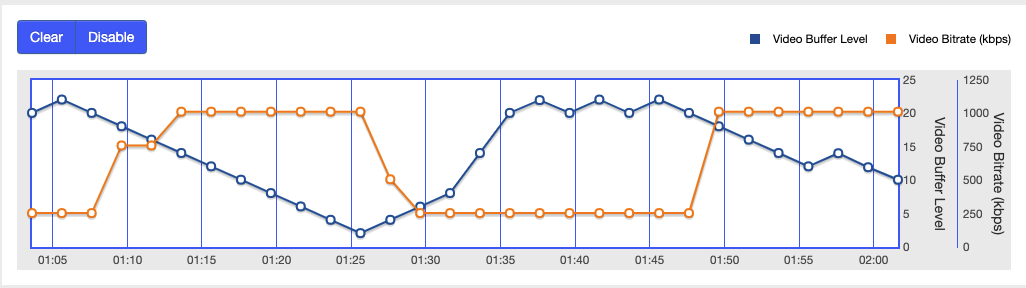 Clear Disable
Video Buffer Level Video Bitrate (kbps)
25 1250
20 1000
15 750
10 500
5 250
0 0
Video Buffer Level
Video Bitrate (kbps)
01:05 01:10 01:15 01:20 01:25 01:30 01:35 01:40 01:45 01:50 01:55 02:00